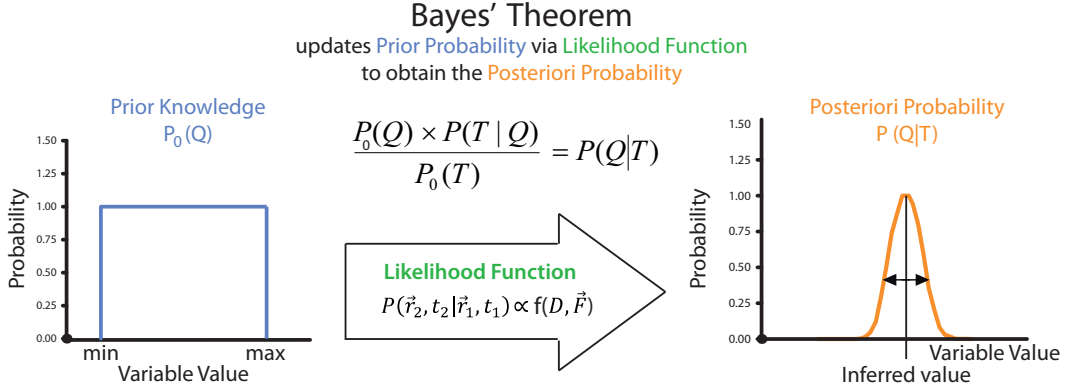 Bayes’ Theorem
updates Prior Probability via Likelihood Function
to obtain the Posteriori Probability
Prior Knowledge
P₀(Q)
1.50
1.25
1.00
0.75
0.50
0.25
0.00
Probability
min
max
Variable Value
P₀(Q) × P(T | Q)
P₀(T)
= P(Q|T)
Likelihood Function
P(r⃗₂, t₂|r⃗₁, t₁) ∝ f(D, F⃗)
Posteriori Probability
P (Q|T)
1.50
1.25
1.00
0.75
0.50
0.25
0.00
Probability
Variable Value
Inferred value